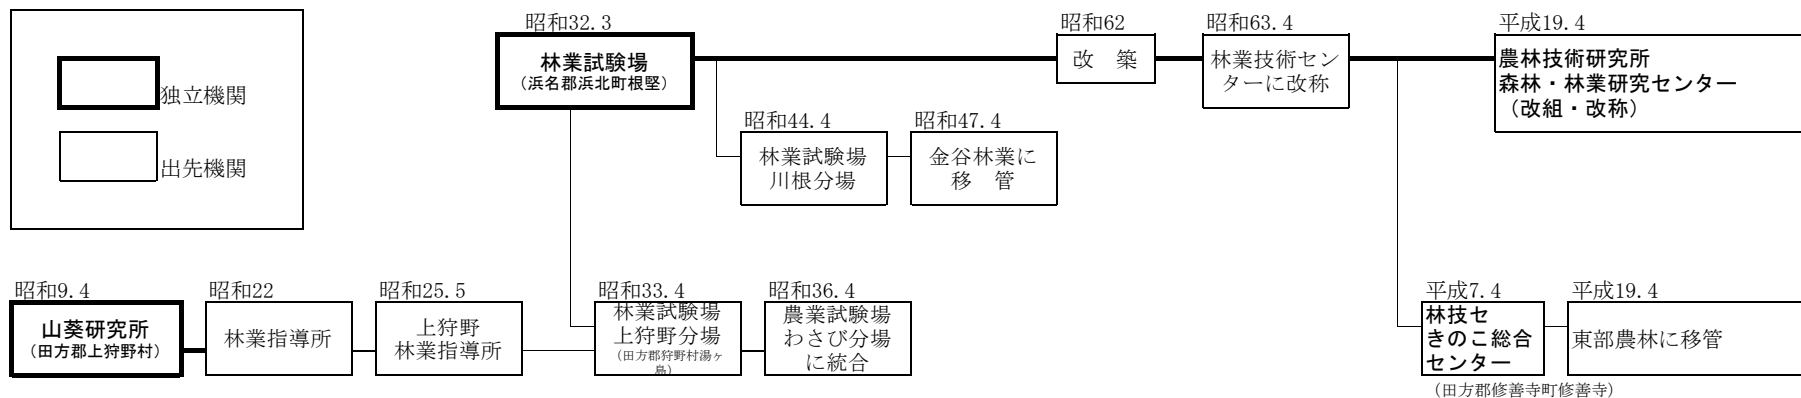 独立機関
出先機関
昭和32.3
林業試験場
（浜名郡浜北町根堅）
昭和62
改　築
昭和63.4
林業技術セン
ターに改称
平成19.4
農林技術研究所
森林・林業研究センター
（改組・改称）
昭和44.4
林業試験場
川根分場
昭和47.4
金谷林業に
移　管
昭和9.4
山葵研究所
（田方郡上狩野村）
昭和22
林業指導所
昭和25.5
上狩野
林業指導所
昭和33.4
林業試験場
上狩野分場
（田方郡狩野村湯ヶ
島）
昭和36.4
農業試験場
わさび分場
に統合
平成7.4
林技セ
きのこ総合
センター
（田方郡修善寺町修善寺）
平成19.4
東部農林に移管